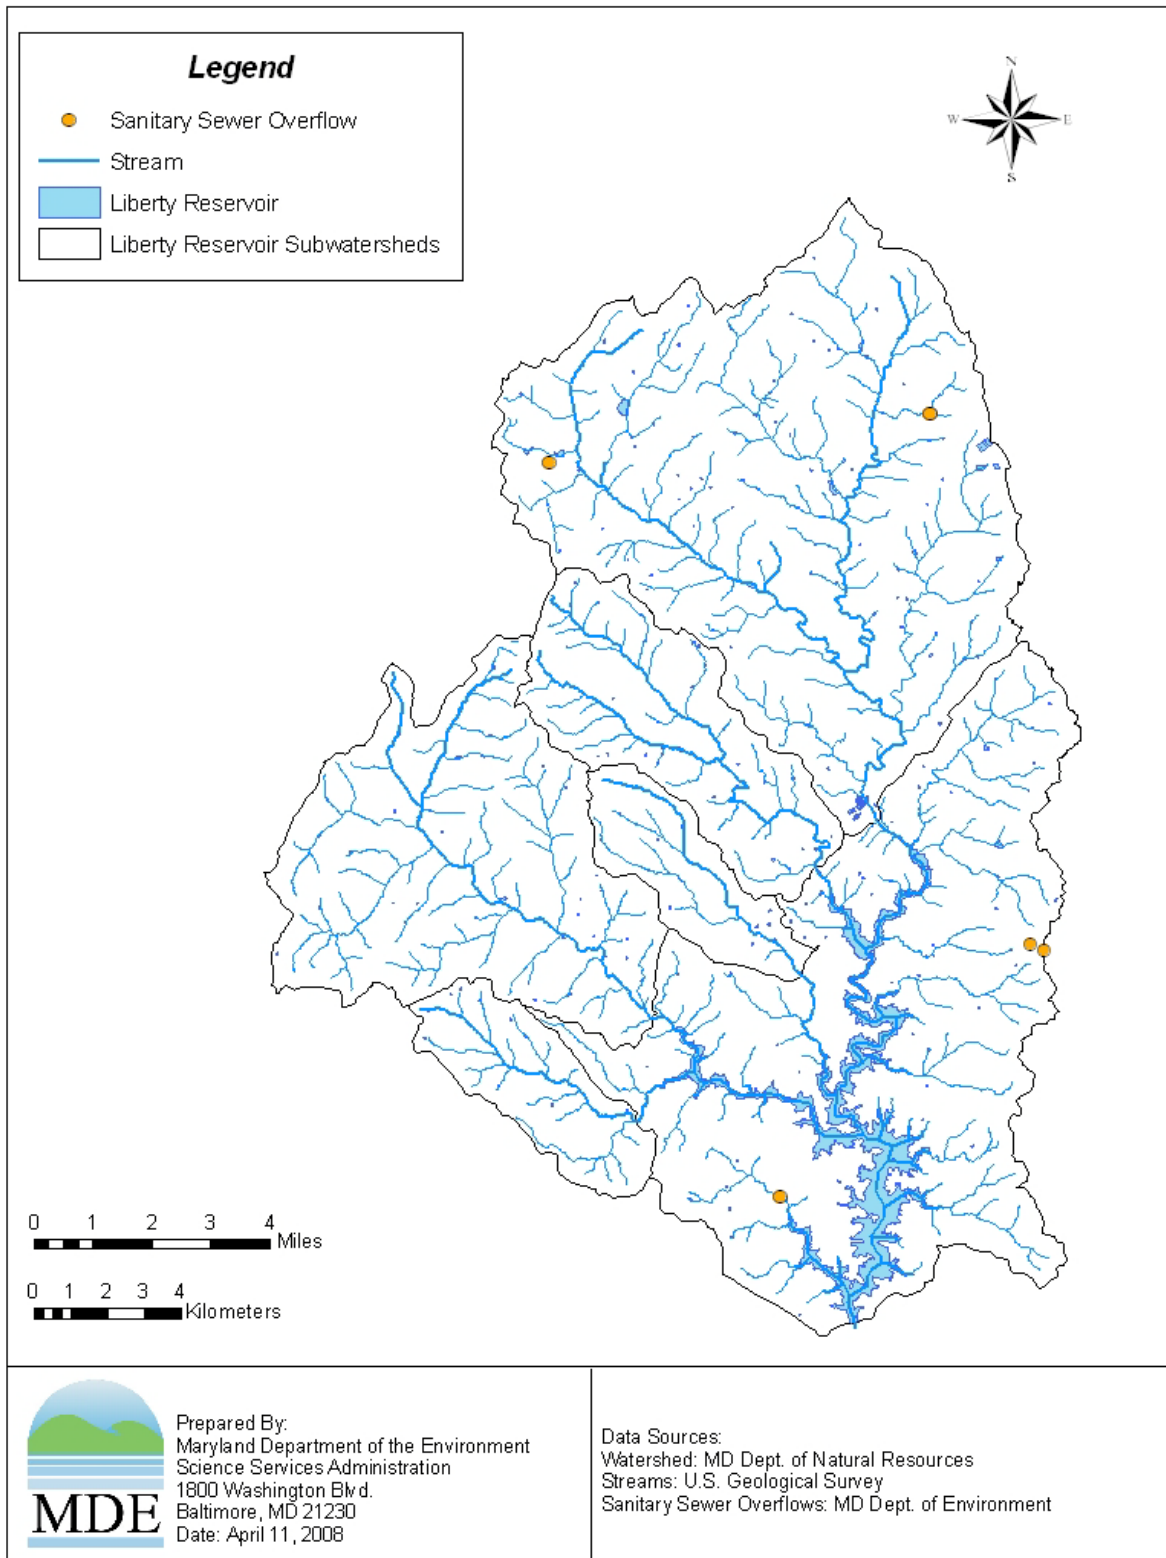 Legend
Sanitary Sewer Overflow
Stream
Liberty Reservoir
Liberty Reservoir Subwatersheds
N
W E
S
0 1 2 3 4
Miles
0 1 2 3 4
Kilometers
MDE
Prepared By:
Maryland Department of the Environment
Science Services Administration
1800 Washington Blvd.
Baltimore, MD 21230
Date: April 11, 2008
Data Sources:
Watershed: MD Dept. of Natural Resources
Streams: U.S. Geological Survey
Sanitary Sewer Overflows: MD Dept. of Environment